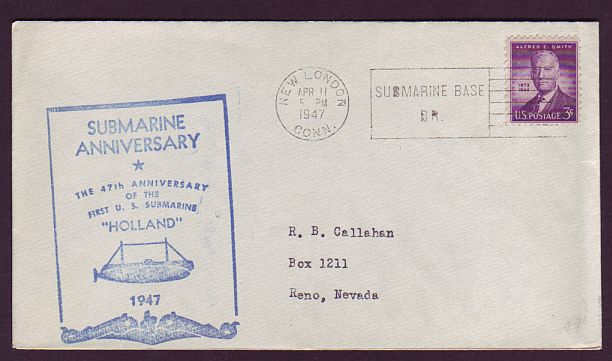 NEW LONDON
APR 11
5 PM
1947
CONN.
SUBMARINE BASE
BR.
ALFRED E. SMITH
U.S. POSTAGE 3¢
SUBMARINE
ANNIVERSARY
THE 47th ANNIVERSARY
OF THE
FIRST U. S. SUBMARINE
"HOLLAND"
1947
R. B. Callahan
Box 1211
Reno, Nevada